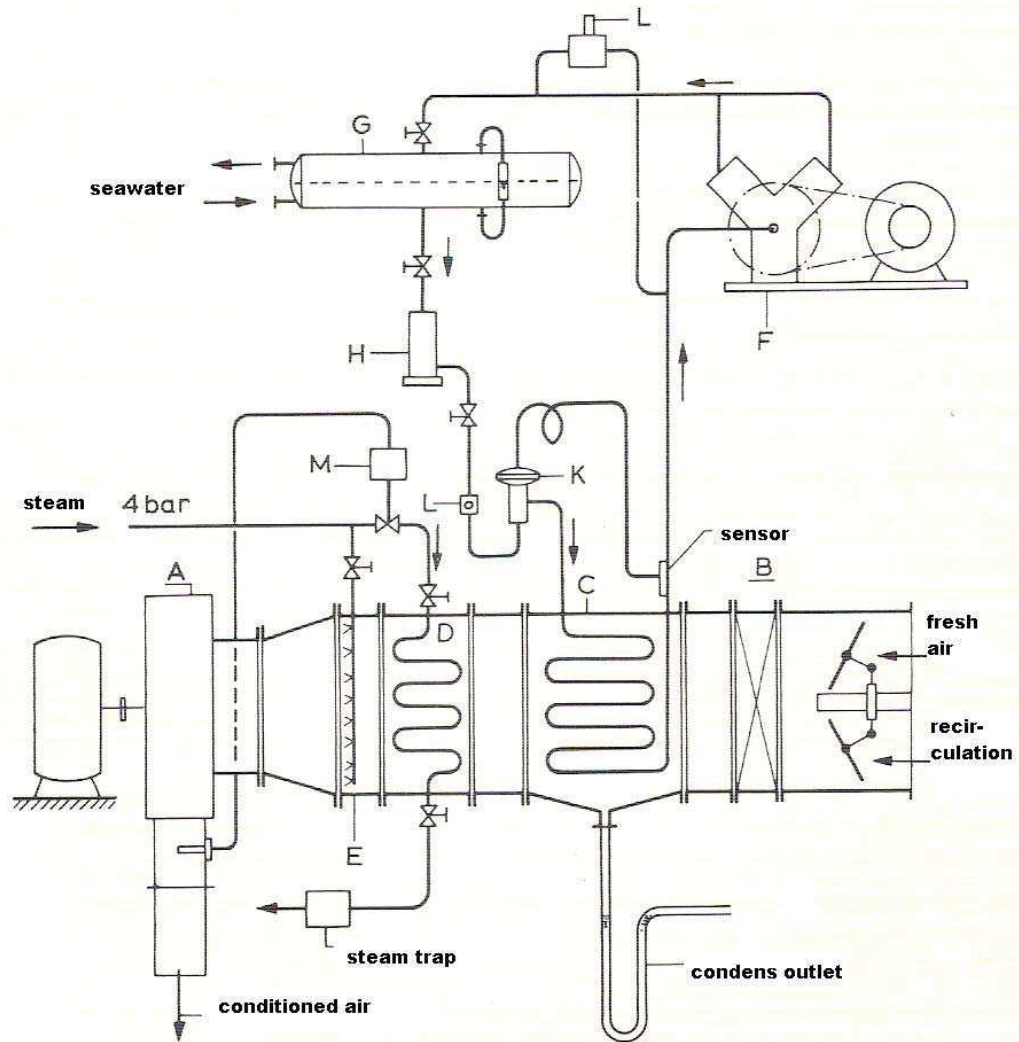 L
G
seawater
F
H
M
K
L
steam
4 bar
sensor
A
B
C
D
fresh
air
recir-
culation
E
steam trap
condens outlet
conditioned air